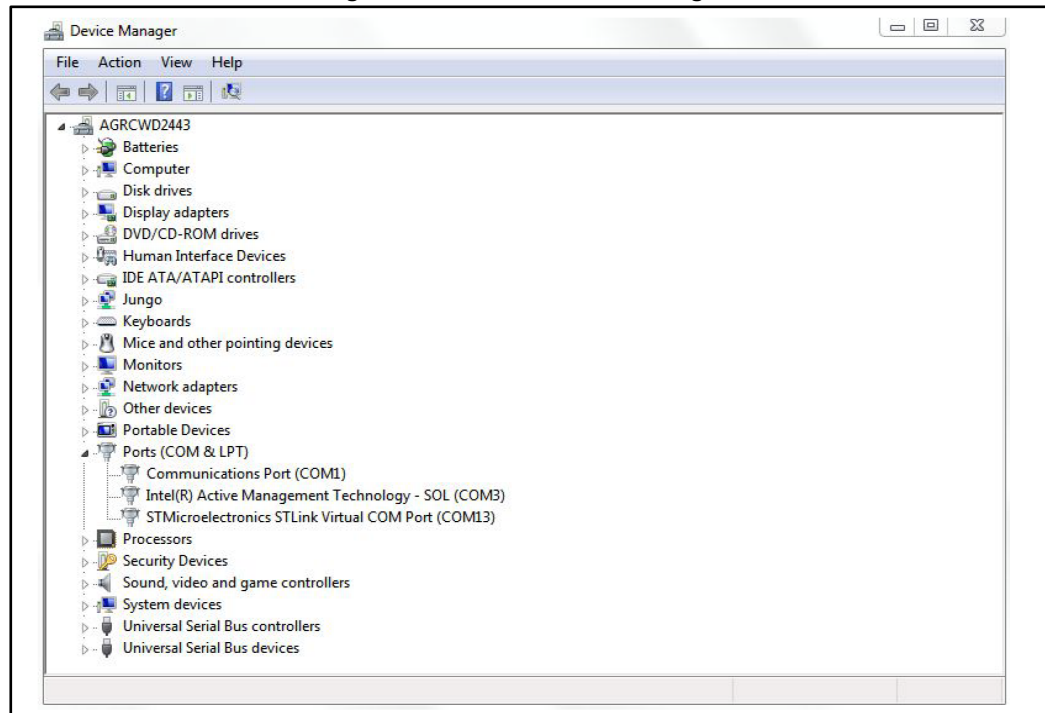 Device Manager
File Action View Help
AGRCWD2443
Batteries
Computer
Disk drives
Display adapters
DVD/CD-ROM drives
Human Interface Devices
IDE ATA/ATAPI controllers
Jungo
Keyboards
Mice and other pointing devices
Monitors
Network adapters
Other devices
Portable Devices
Ports (COM & LPT)
Communications Port (COM1)
Intel(R) Active Management Technology - SOL (COM3)
STMicroelectronics STLink Virtual COM Port (COM13)
Processors
Security Devices
Sound, video and game controllers
System devices
Universal Serial Bus controllers
Universal Serial Bus devices